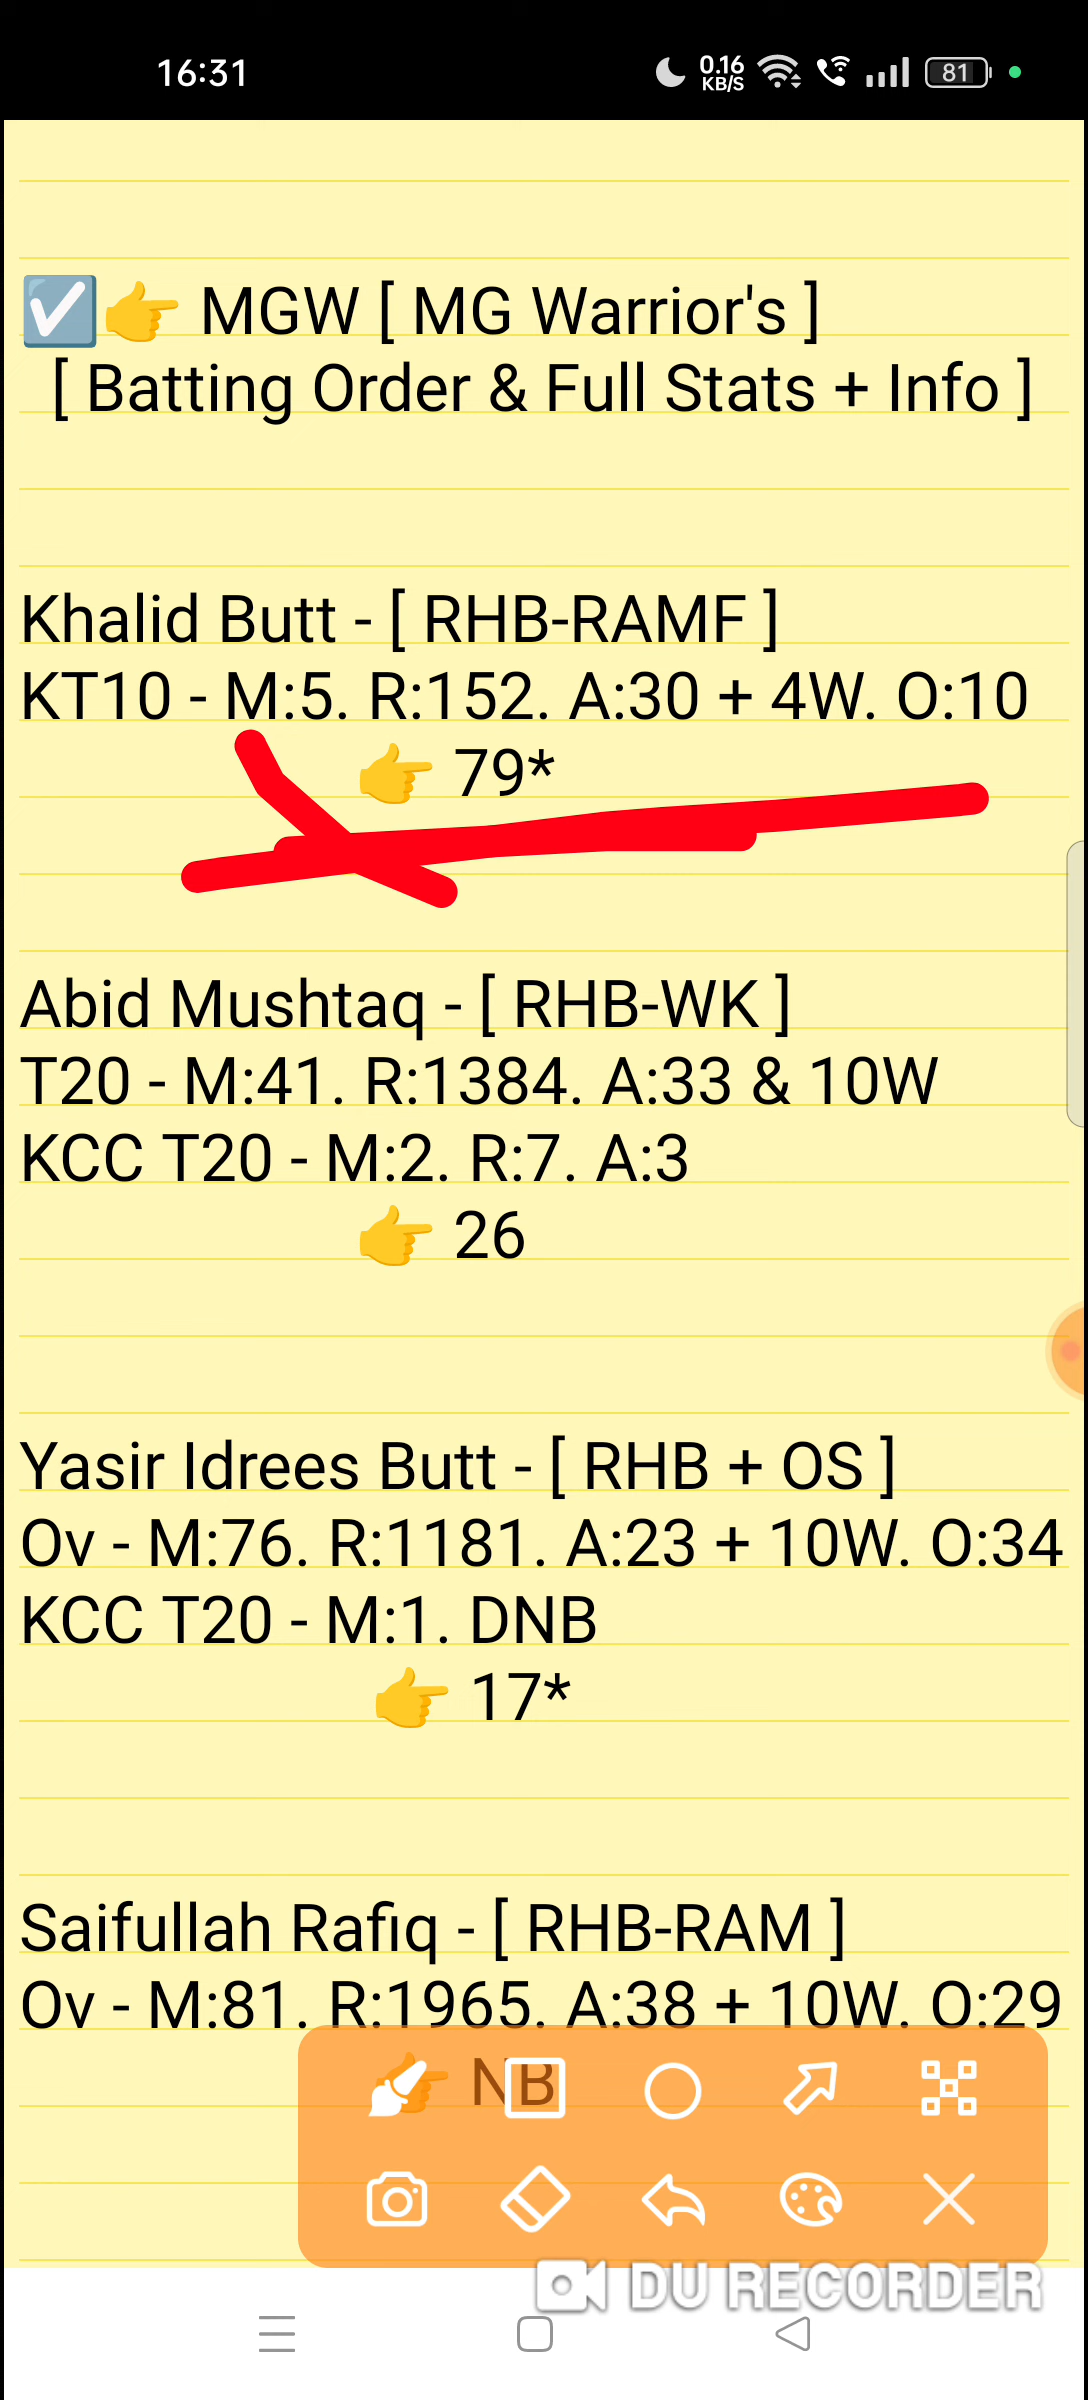 16:31
0.16
KB/S
81
☑️👉 MGW [ MG Warrior's ]
[ Batting Order & Full Stats + Info ]
Khalid Butt - [ RHB-RAMF ]
KT10 - M:5. R:152. A:30 + 4W. O:10
👉 79*
Abid Mushtaq - [ RHB-WK ]
T20 - M:41. R:1384. A:33 & 10W
KCC T20 - M:2. R:7. A:3
👉 26
Yasir Idrees Butt - [ RHB + OS ]
Ov - M:76. R:1181. A:23 + 10W. O:34
KCC T20 - M:1. DNB
👉 17*
Saifullah Rafiq - [ RHB-RAM ]
Ov - M:81. R:1965. A:38 + 10W. O:29
👉 NB
DU RECORDER